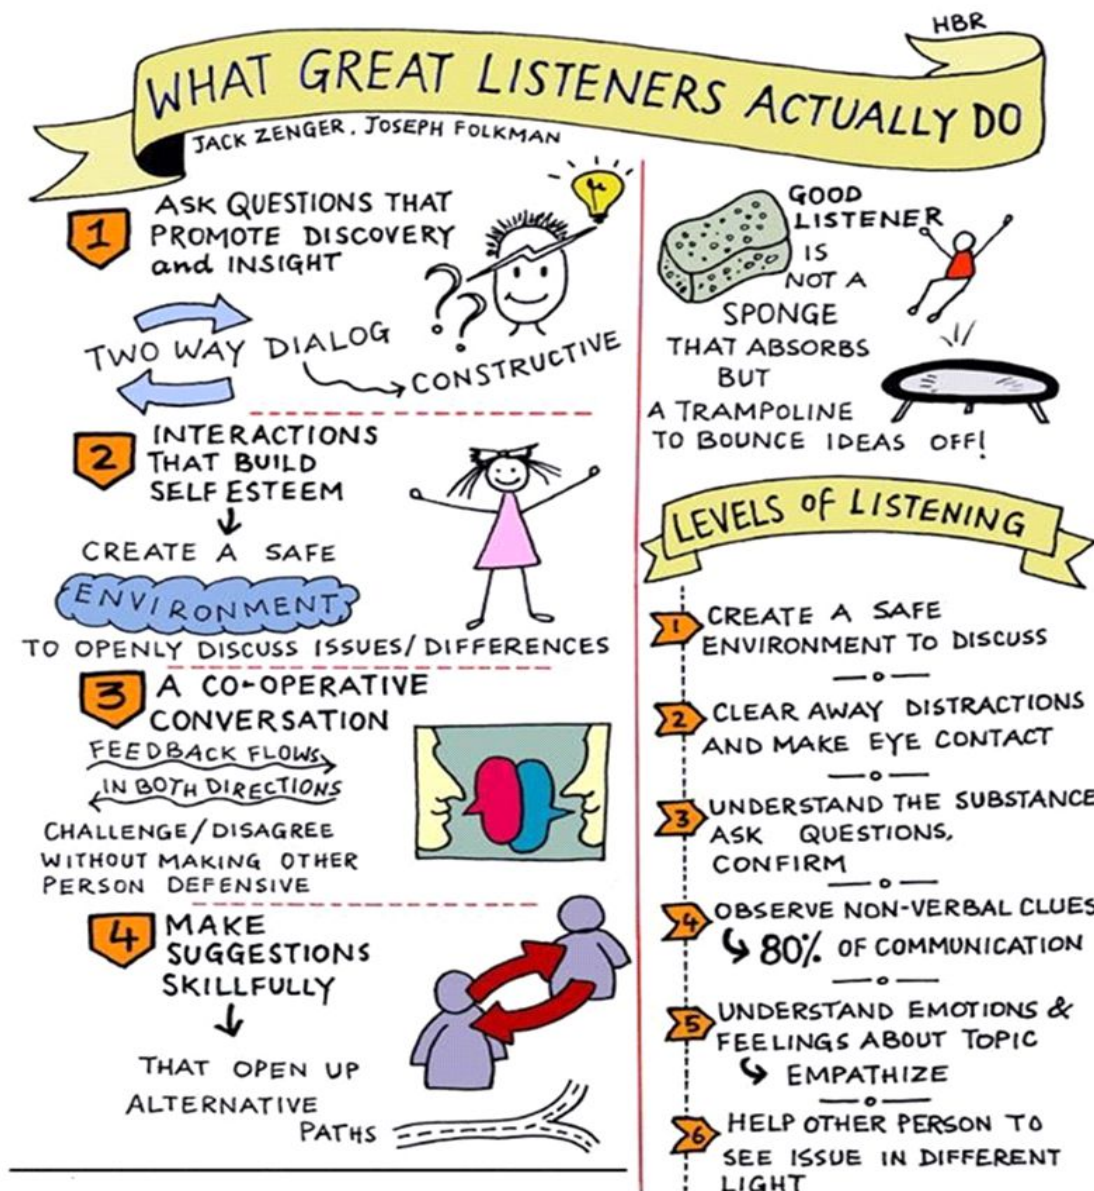 HBR
WHAT GREAT LISTENERS ACTUALLY DO
JACK ZENGER, JOSEPH FOLKMAN
1
ASK QUESTIONS THAT
PROMOTE DISCOVERY
and INSIGHT
??
TWO WAY DIALOG
CONSTRUCTIVE
2
INTERACTIONS
THAT BUILD
SELF ESTEEM
CREATE A SAFE
ENVIRONMENT
TO OPENLY DISCUSS ISSUES/DIFFERENCES
3
A CO-OPERATIVE
CONVERSATION
FEEDBACK FLOWS
IN BOTH DIRECTIONS
CHALLENGE/DISAGREE
WITHOUT MAKING OTHER
PERSON DEFENSIVE
4
MAKE
SUGGESTIONS
SKILLFULLY
THAT OPEN UP
ALTERNATIVE
PATHS
GOOD
LISTENER
IS
NOT A
SPONGE
THAT ABSORBS
BUT
A TRAMPOLINE
TO BOUNCE IDEAS OFF!
LEVELS OF LISTENING
1
CREATE A SAFE
ENVIRONMENT TO DISCUSS
2
CLEAR AWAY DISTRACTIONS
AND MAKE EYE CONTACT
3
UNDERSTAND THE SUBSTANCE
ASK QUESTIONS,
CONFIRM
4
OBSERVE NON-VERBAL CLUES
80% OF COMMUNICATION
5
UNDERSTAND EMOTIONS &
FEELINGS ABOUT TOPIC
EMPATHIZE
6
HELP OTHER PERSON TO
SEE ISSUE IN DIFFERENT
LIGHT